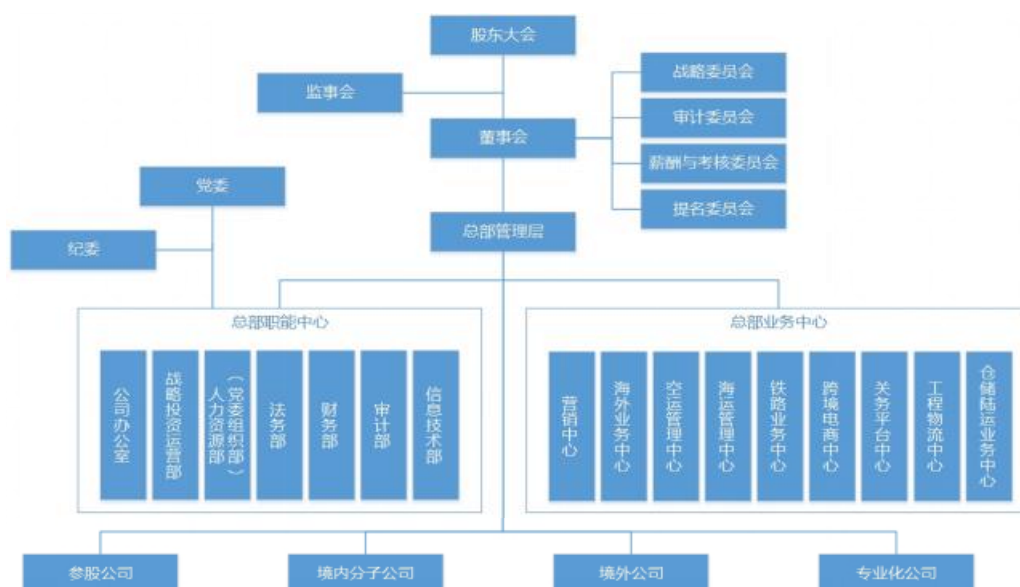 股东大会
监事会
战略委员会
审计委员会
董事会
薪酬与考核委员会
提名委员会
党委
总部管理层
纪委
总部职能中心
公司办公室
战略投资运营部
人力资源部
（党委组织部）
法务部
财务部
审计部
信息技术部
总部业务中心
营销中心
海外业务中心
空运管理中心
海运管理中心
铁路业务中心
跨境电商中心
关务平台中心
工程物流中心
仓储陆运业务中心
参股公司
境内分子公司
境外公司
专业化公司